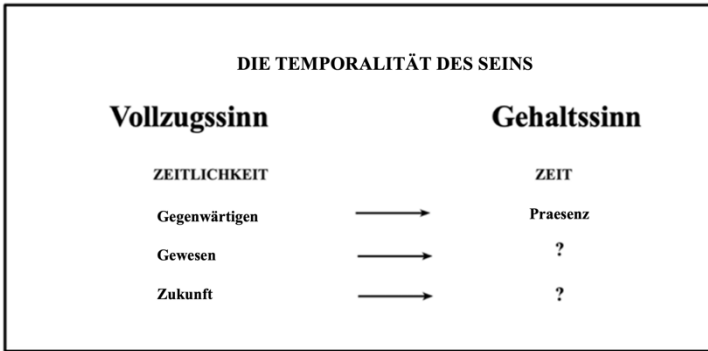 DIE TEMPORALITÄT DES SEINS
Vollzugssinn Gehaltssinn
ZEITLICHKEIT ZEIT
Gegenwärtigen Praesenz
Gewesen ?
Zukunft ?